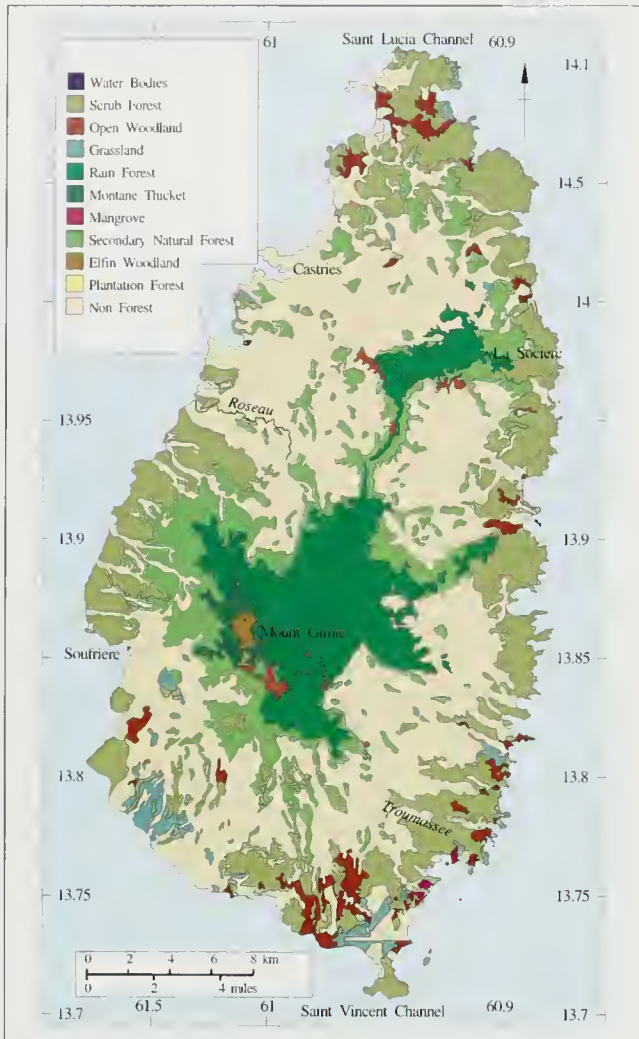 61
Saint Lucia Channel
60.9
14.1
Water Bodies
Scrub Forest
Open Woodland
Grassland
Rain Forest
Montane Thicket
Mangrove
Secondary Natural Forest
Elfin Woodland
Plantation Forest
Non Forest
14.5
Castries
14
La Sociere
Roseau
13.95
13.95
13.9
13.9
Mount Gimie
Soufriere
13.85
13.8
13.8
Troumassee
13.75
13.75
0 2 4 6 8 km
0 2 4 miles
13.7
61.5
61
Saint Vincent Channel
60.9
13.7